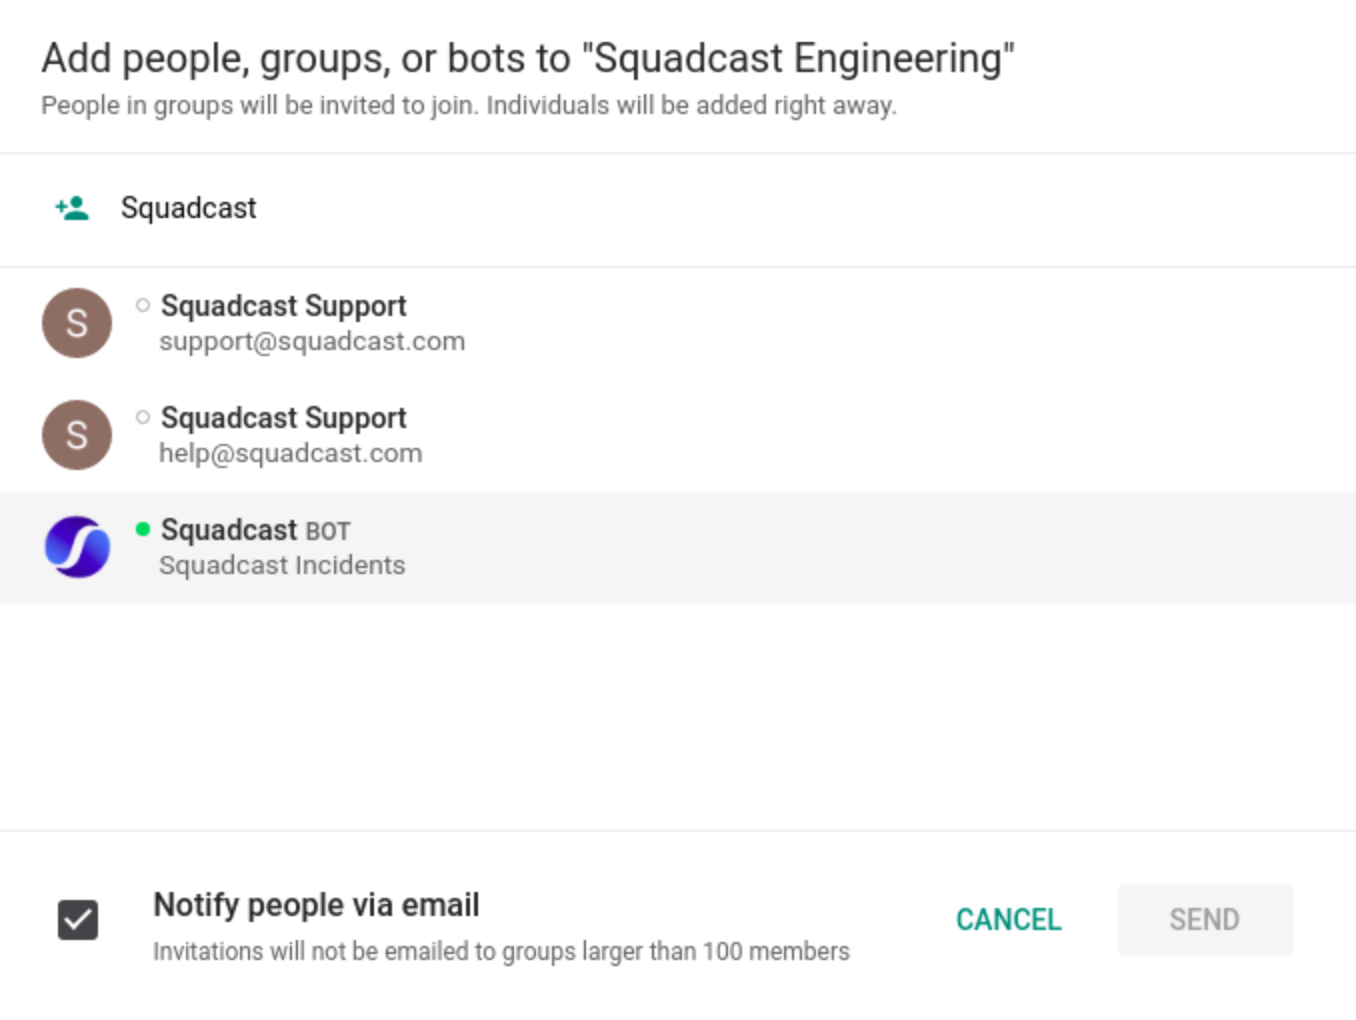 Add people, groups, or bots to "Squadcast Engineering"
People in groups will be invited to join. Individuals will be added right away.
Squadcast
S
Squadcast Support
support@squadcast.com
S
Squadcast Support
help@squadcast.com
Squadcast BOT
Squadcast Incidents
Notify people via email
Invitations will not be emailed to groups larger than 100 members
CANCEL
SEND